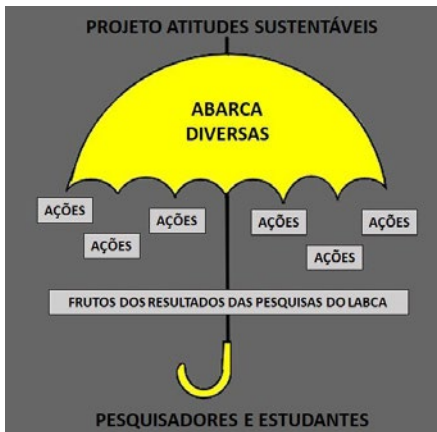 PROJETO ATITUDES SUSTENTÁVEIS
ABARCA
DIVERSAS
AÇÕES
AÇÕES
AÇÕES
AÇÕES
AÇÕES
AÇÕES
FRUTOS DOS RESULTADOS DAS PESQUISAS DO LABCA
PESQUISADORES E ESTUDANTES